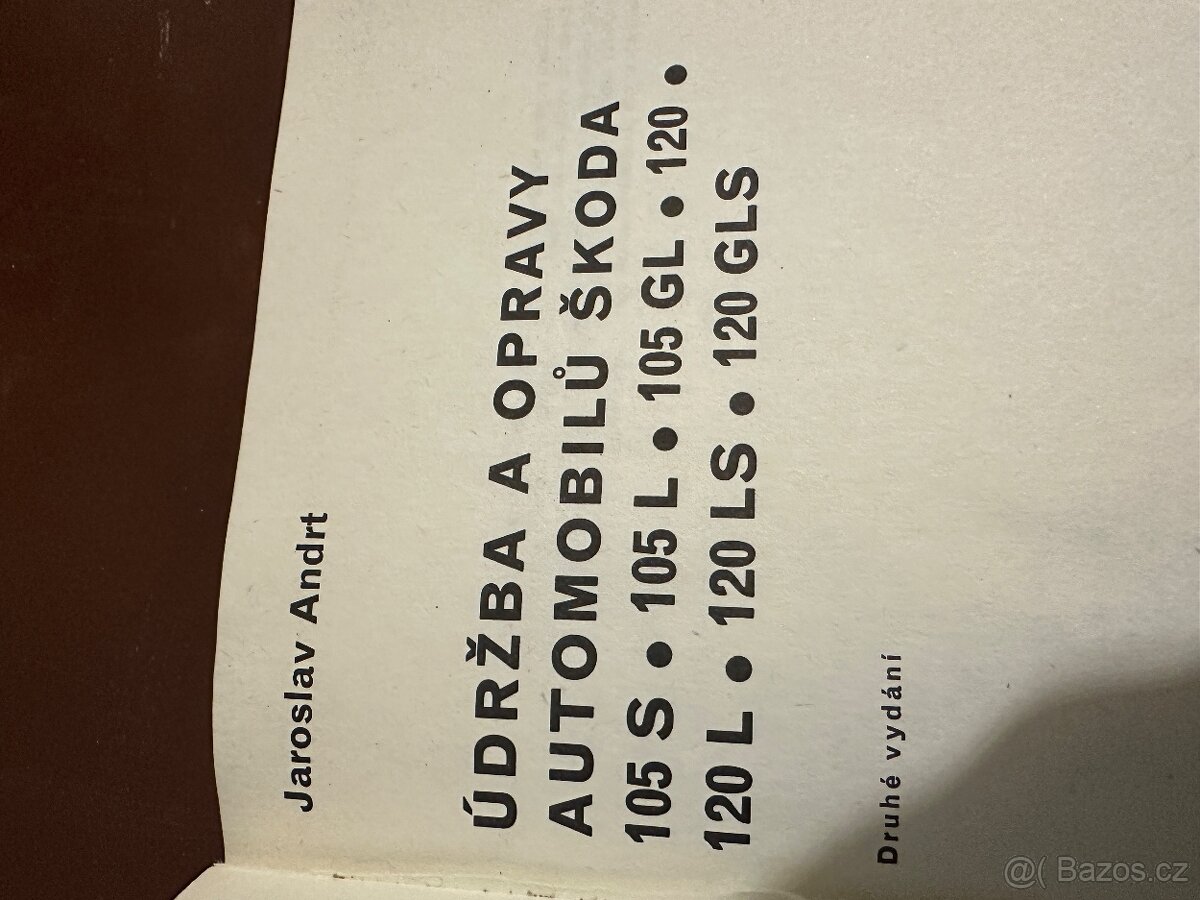 Jaroslav Andrt
ÚDRŽBA A OPRAVY
AUTOMOBILŮ ŠKODA
105 S • 105 L • 105 GL • 120 •
120 L • 120 LS • 120 GLS
Druhé vydání
@( Bazos.cz